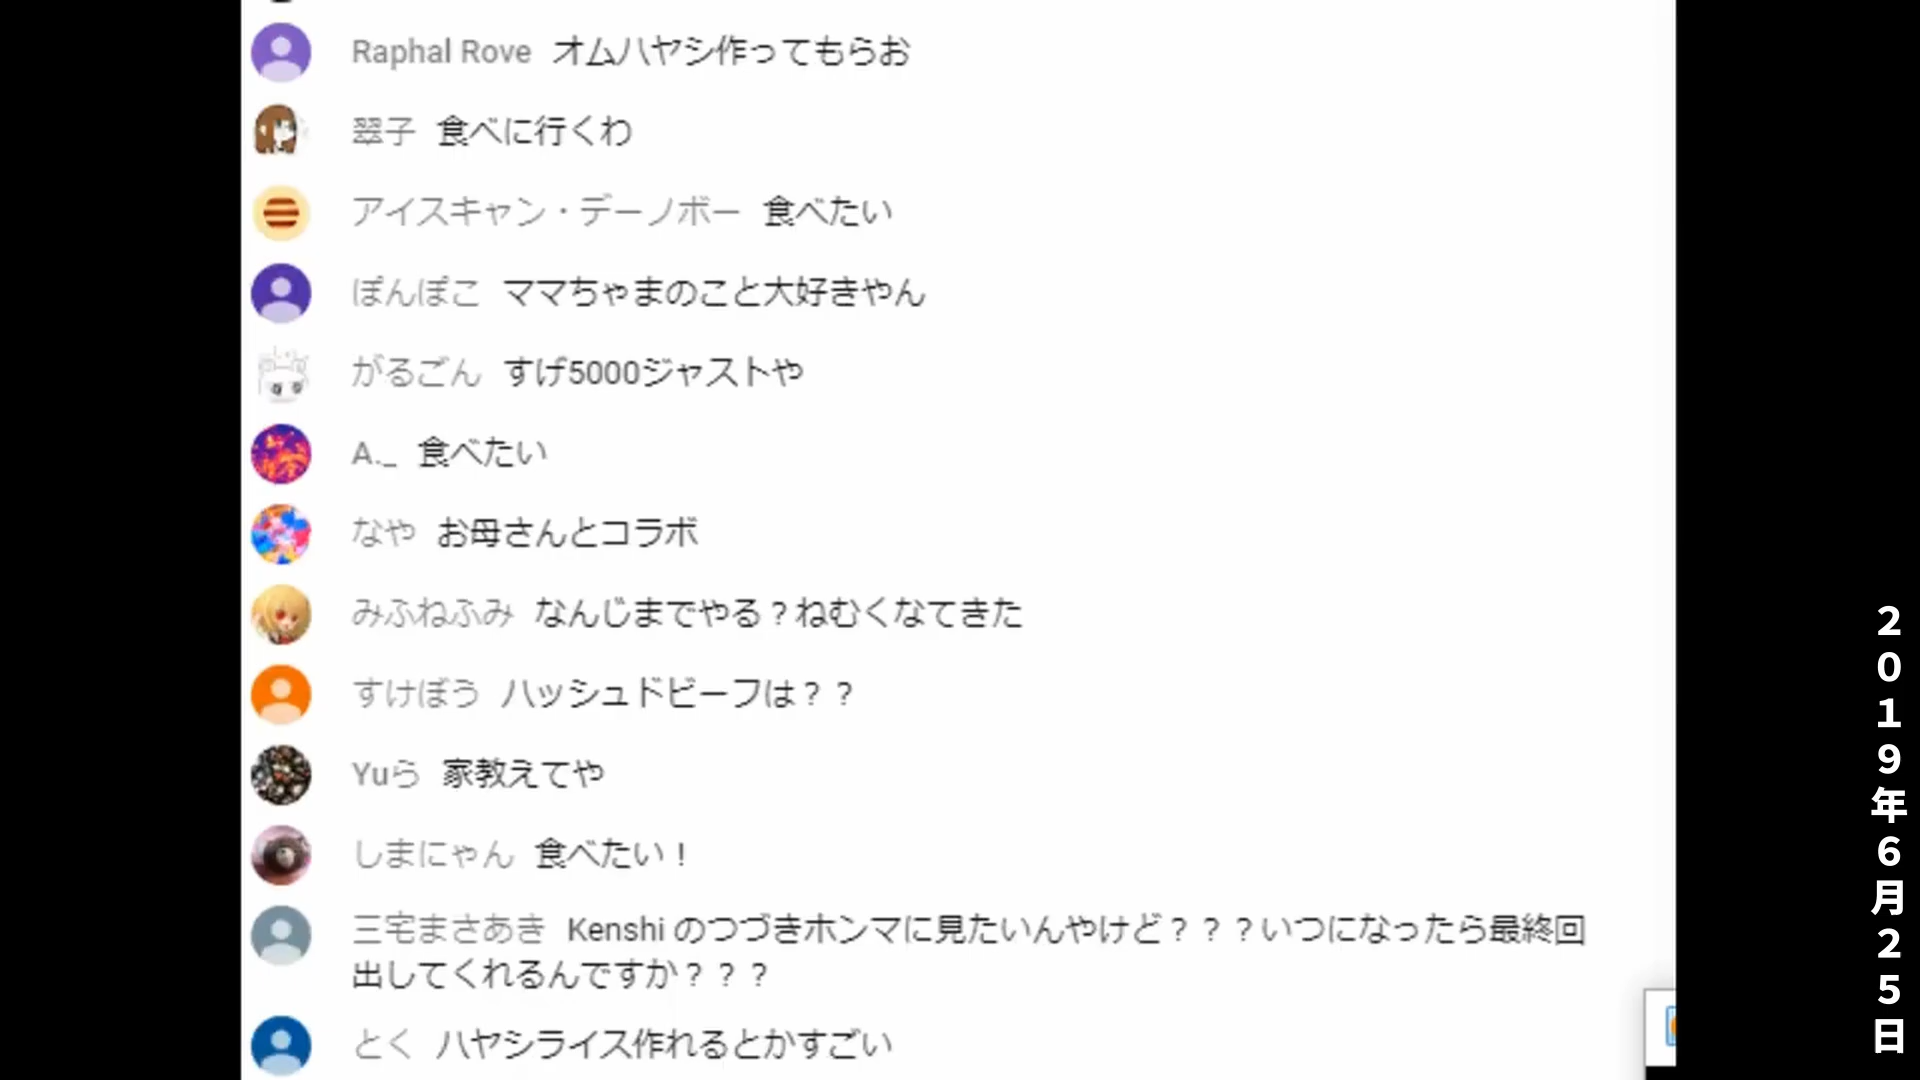 Raphal Rove オムハヤシ作ってもらお
翠子 食べに行くわ
アイスキャン・デーノボー 食べたい
ぽんぽこ ママちゃまのこと大好きやん
がるごん すげ5000ジャストや
A._ 食べたい
なや お母さんとコラボ
みふねふみ なんじまでやる？ねむくなてきた
すけぼう ハッシュドビーフは？？
Yuら 家教えてや
しまにゃん 食べたい！
三宅まさあき Kenshi のつづきホンマに見たいんやけど？？？いつになったら最終回
出してくれるんですか？？？
とく ハヤシライス作れるとかすごい
2019年6月25日